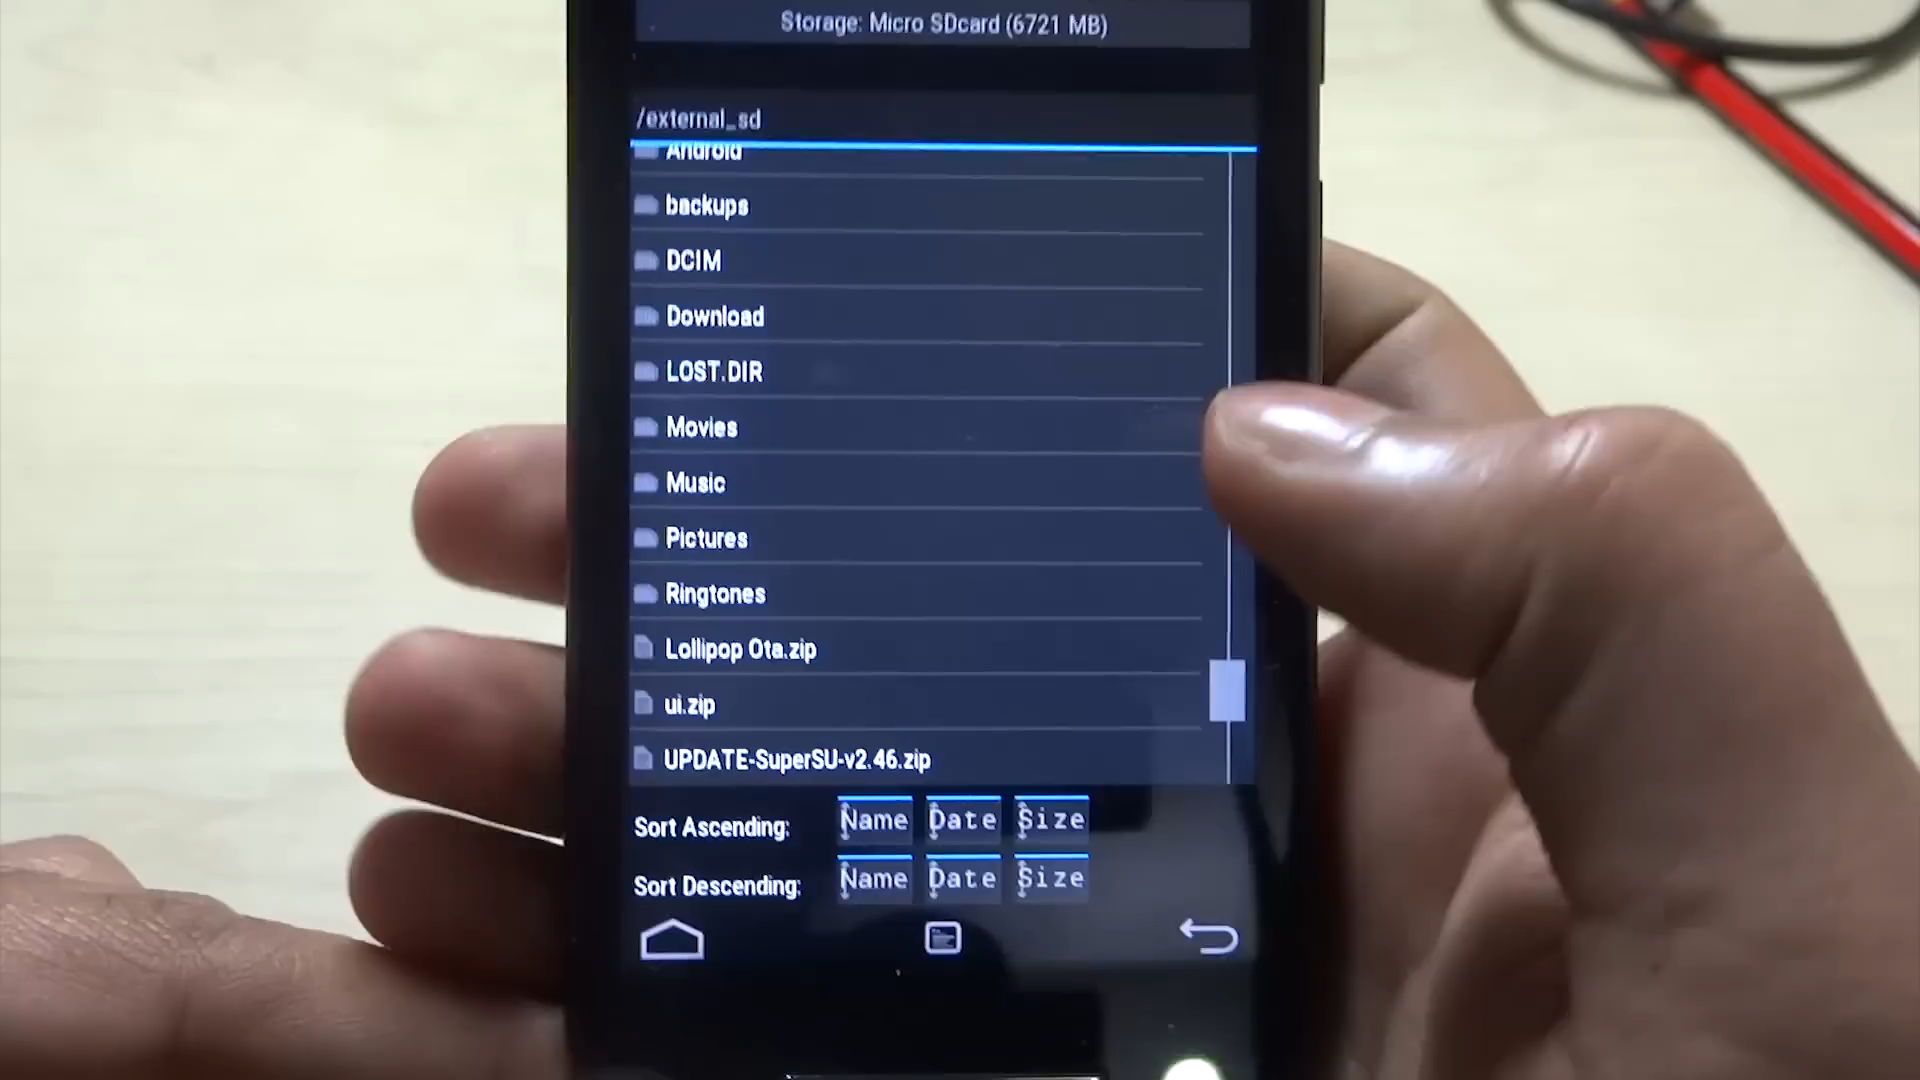 Storage: Micro SDcard (6721 MB)
/external_sd
Android
backups
DCIM
Download
LOST.DIR
Movies
Music
Pictures
Ringtones
Lollipop Ota.zip
ui.zip
UPDATE-SuperSU-v2.46.zip
Sort Ascending: Name Date Size
Sort Descending: Name Date Size